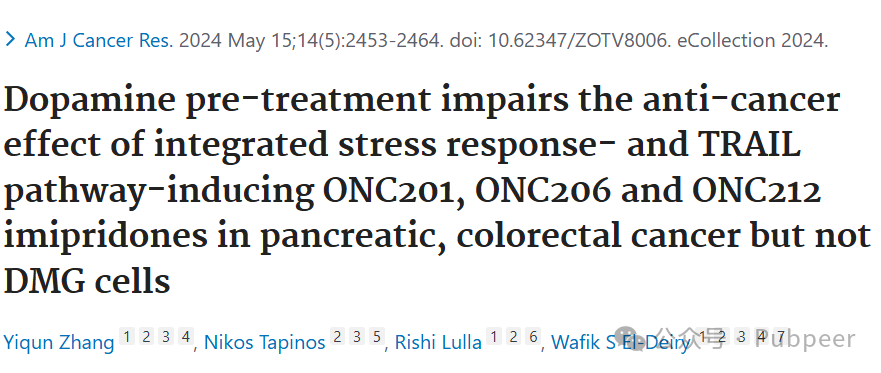 Am J Cancer Res. 2024 May 15;14(5):2453-2464. doi: 10.62347/ZOTV8006. eCollection 2024.
Dopamine pre-treatment impairs the anti-cancer
effect of integrated stress response- and TRAIL
pathway-inducing ONC201, ONC206 and ONC212
imipridones in pancreatic, colorectal cancer but not
DMG cells
Yiqun Zhang 1 2 3 4, Nikos Tapinos 2 3 5, Rishi Lulla 1 2 6, Wafik S El-Deiry 1 2 3 4 7
公众号 · Pubpeer